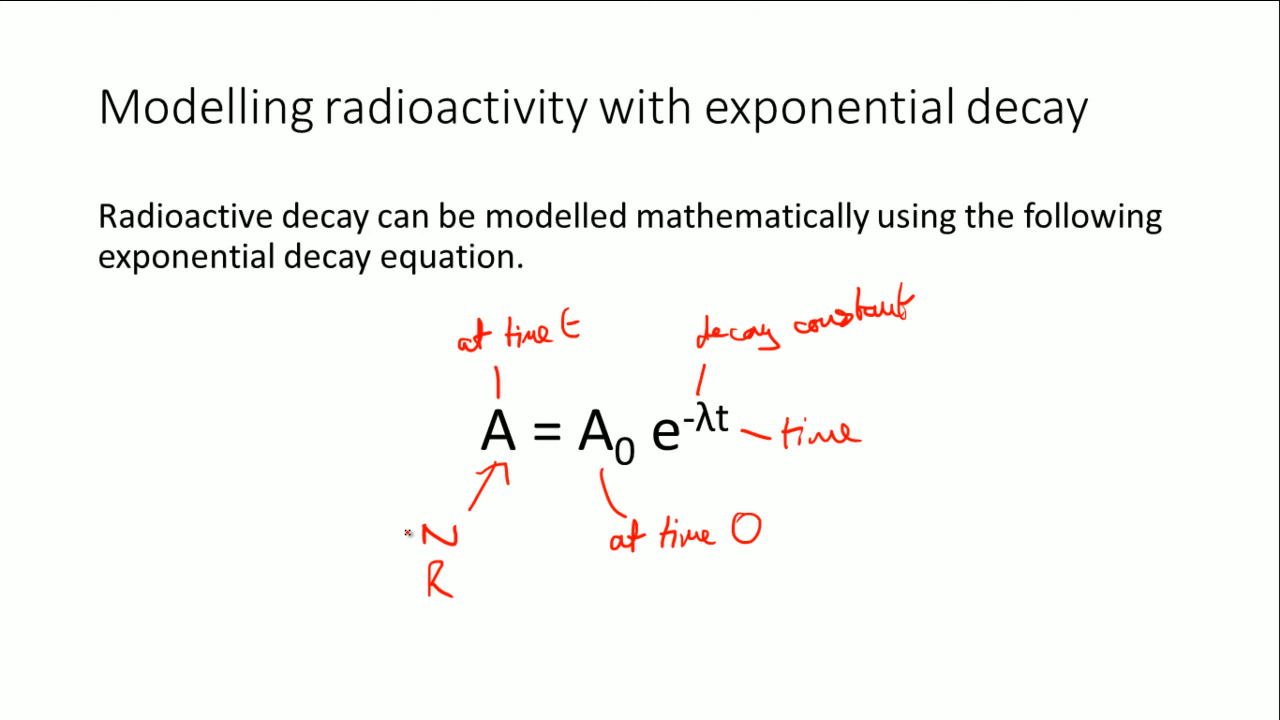 Modelling radioactivity with exponential decay
Radioactive decay can be modelled mathematically using the following
exponential decay equation.
at time t
decay constant
A = A₀ e^-λt
time
N
R
at time 0